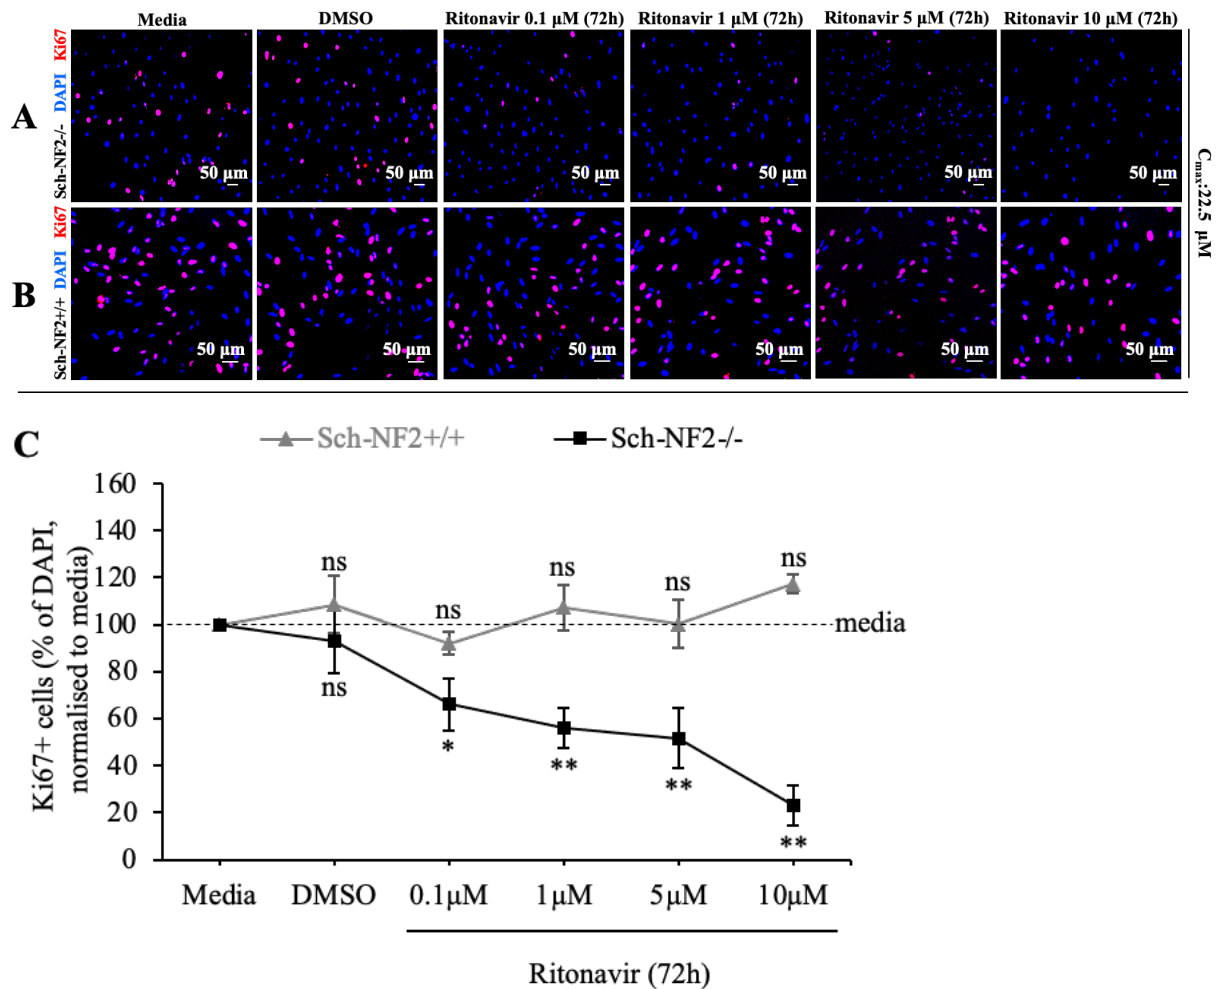 Media DMSO Ritonavir 0.1 µM (72h) Ritonavir 1 µM (72h) Ritonavir 5 µM (72h) Ritonavir 10 µM (72h)
A
Sch-NF2-/- DAPI Ki67
50 µm 50 µm 50 µm 50 µm 50 µm 50 µm
B
Sch-NF2+/+ DAPI Ki67
50 µm 50 µm 50 µm 50 µm 50 µm 50 µm
Cmax:22.5 µM
C
Sch-NF2+/+ Sch-NF2-/-
Ki67+ cells (% of DAPI,
normalised to media)
160
140
120
100
80
60
40
20
0
ns
ns
ns
ns
ns
media
ns
*
**
**
**
Media DMSO 0.1µM 1µM 5µM 10µM
Ritonavir (72h)